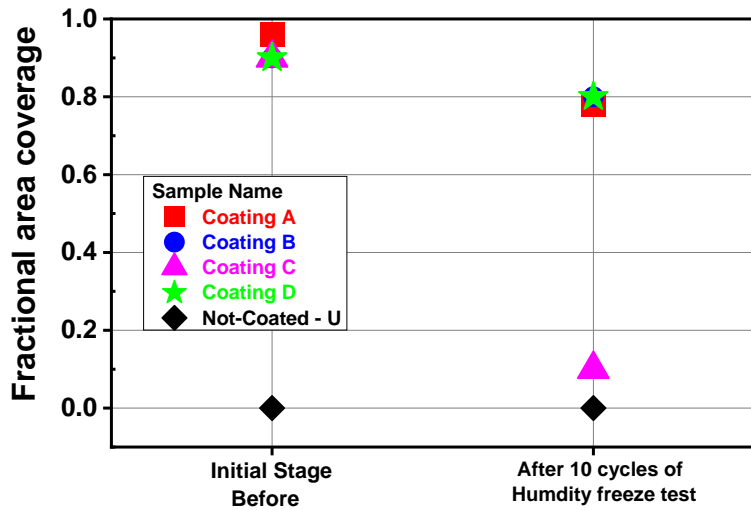 Fractional area coverage
1.0
0.8
0.6
0.4
0.2
0.0
Sample Name
Coating A
Coating B
Coating C
Coating D
Not-Coated - U
Initial Stage
Before
After 10 cycles of
Humdity freeze test